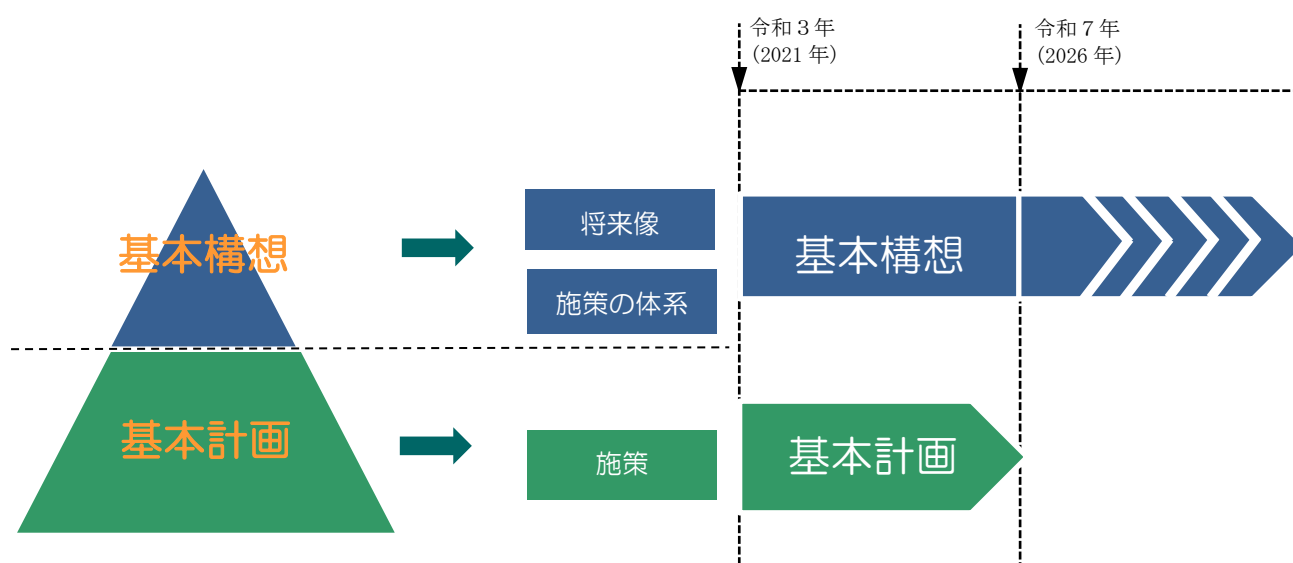 令和３年
(2021 年)
令和７年
(2026 年)
基本構想
将来像
施策の体系
基本構想
基本計画
施策
基本計画